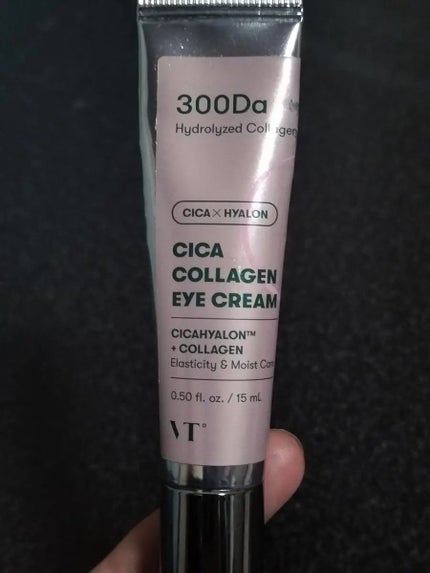 300Da
Hydrolyzed Collagen
CICA×HYALON
CICA
COLLAGEN
EYE CREAM
CICAHYALON™
+ COLLAGEN
Elasticity & Moist Care
0.50 fl. oz. / 15 mL
VT